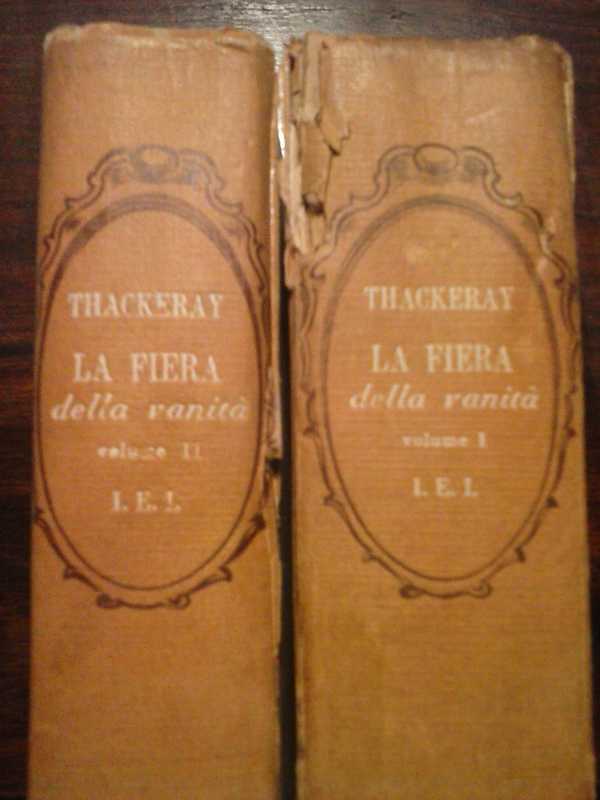 THACKERAY
LA FIERA
della vanità
volume II
I. E. I.
THACKERAY
LA FIERA
della vanità
volume I
I. E. I.